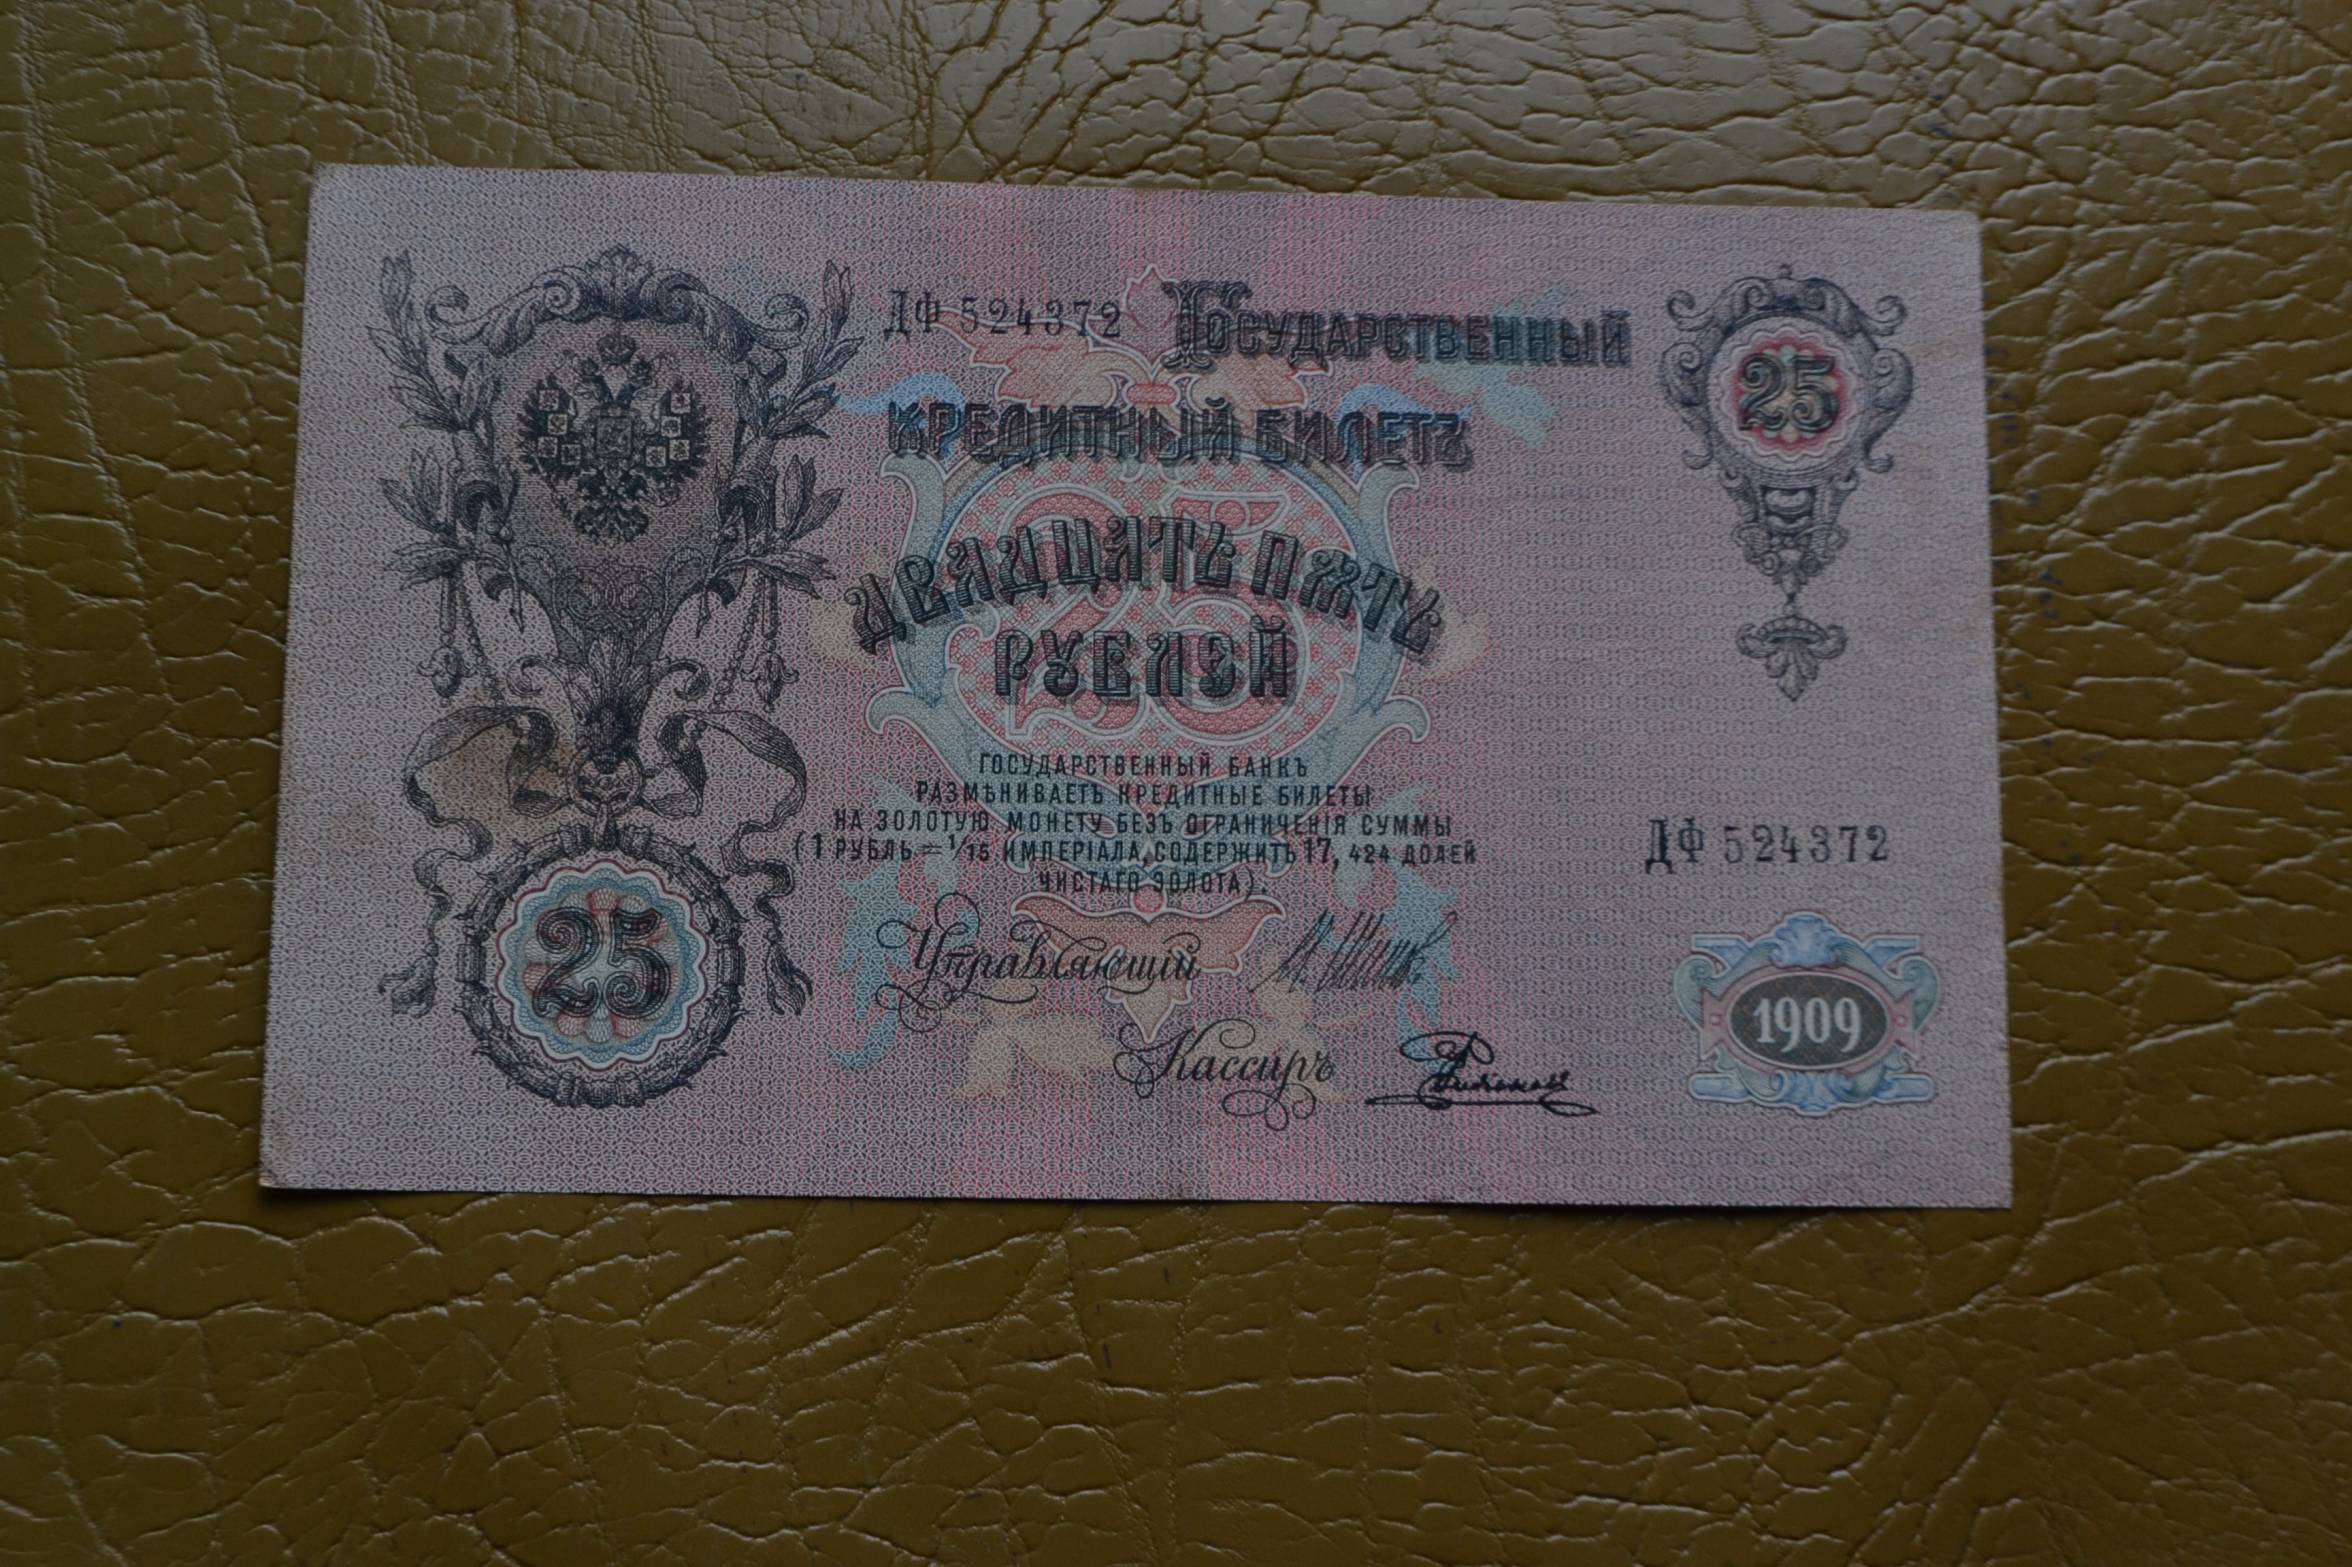 ДФ 524372
Государственный
25
Кредитный Билетъ
Двадцать пять
рублей
Государственный Банкъ
размѣниваетъ кредитные билеты
на золотую монету безъ ограниченія суммы
(1 рубль = 1/15 имперіала, содержитъ 17,424 долей
чистаго золота).
ДФ 524372
25
Управляющій
1909
Кассиръ